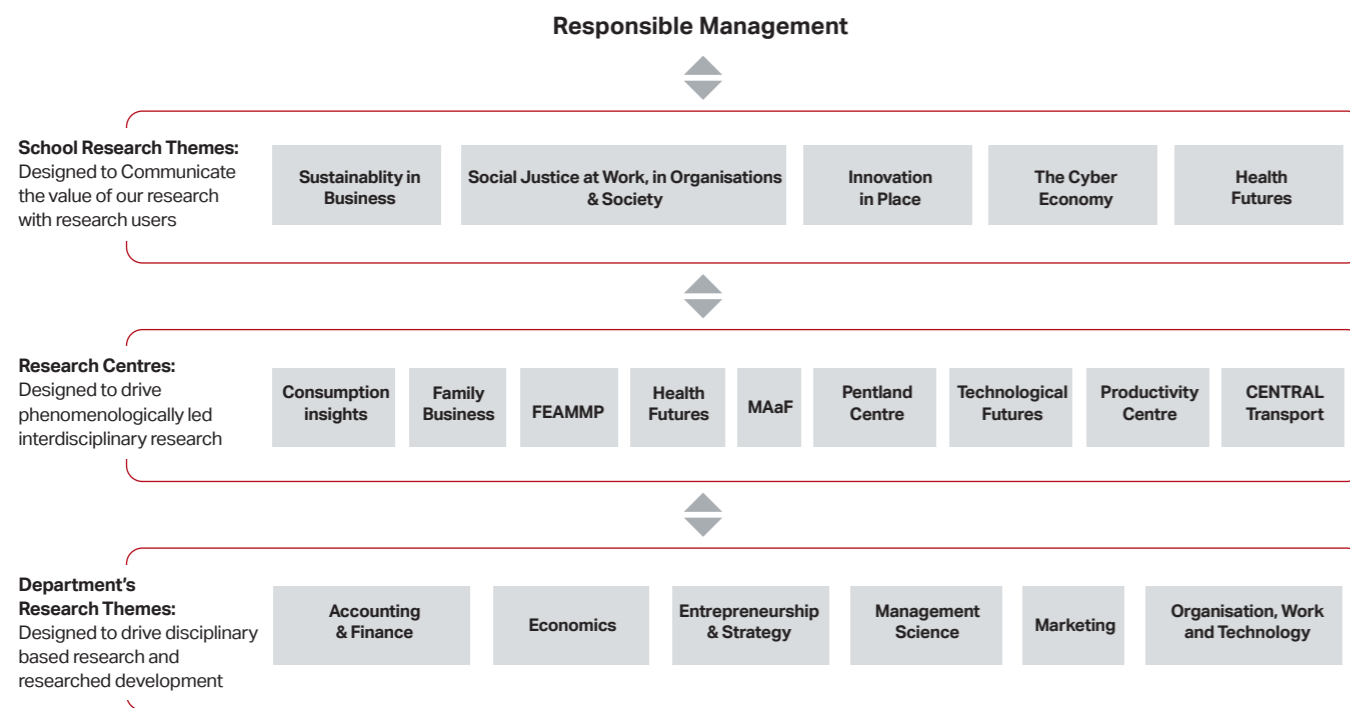 Responsible Management
School Research Themes:
Designed to Communicate
the value of our research
with research users
Sustainablity in
Business
Social Justice at Work, in Organisations
& Society
Innovation
in Place
The Cyber
Economy
Health
Futures
Research Centres:
Designed to drive
phenomenologically led
interdisciplinary research
Consumption
insights
Family
Business
FEAMMP
Health
Futures
MAaF
Pentland
Centre
Technological
Futures
Productivity
Centre
CENTRAL
Transport
Department's
Research Themes:
Designed to drive disciplinary
based research and
researched development
Accounting
& Finance
Economics
Entrepreneurship
& Strategy
Management
Science
Marketing
Organisation, Work
and Technology